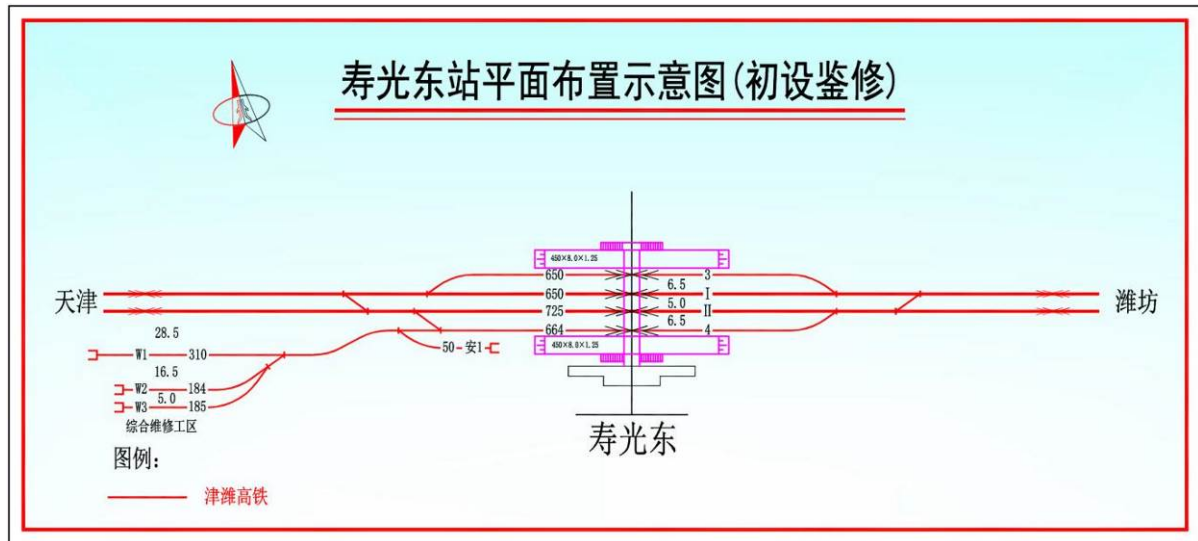 寿光东站平面布置示意图(初设鉴修)
450×8.0×1.25
650 3
6.5
天津 650 I 潍坊
5.0
725 II
6.5
28.5 664 4
W1 310 50 安1 450×8.0×1.25
16.5
W2 184
5.0
W3 185
综合维修工区
寿光东
图例：
津潍高铁